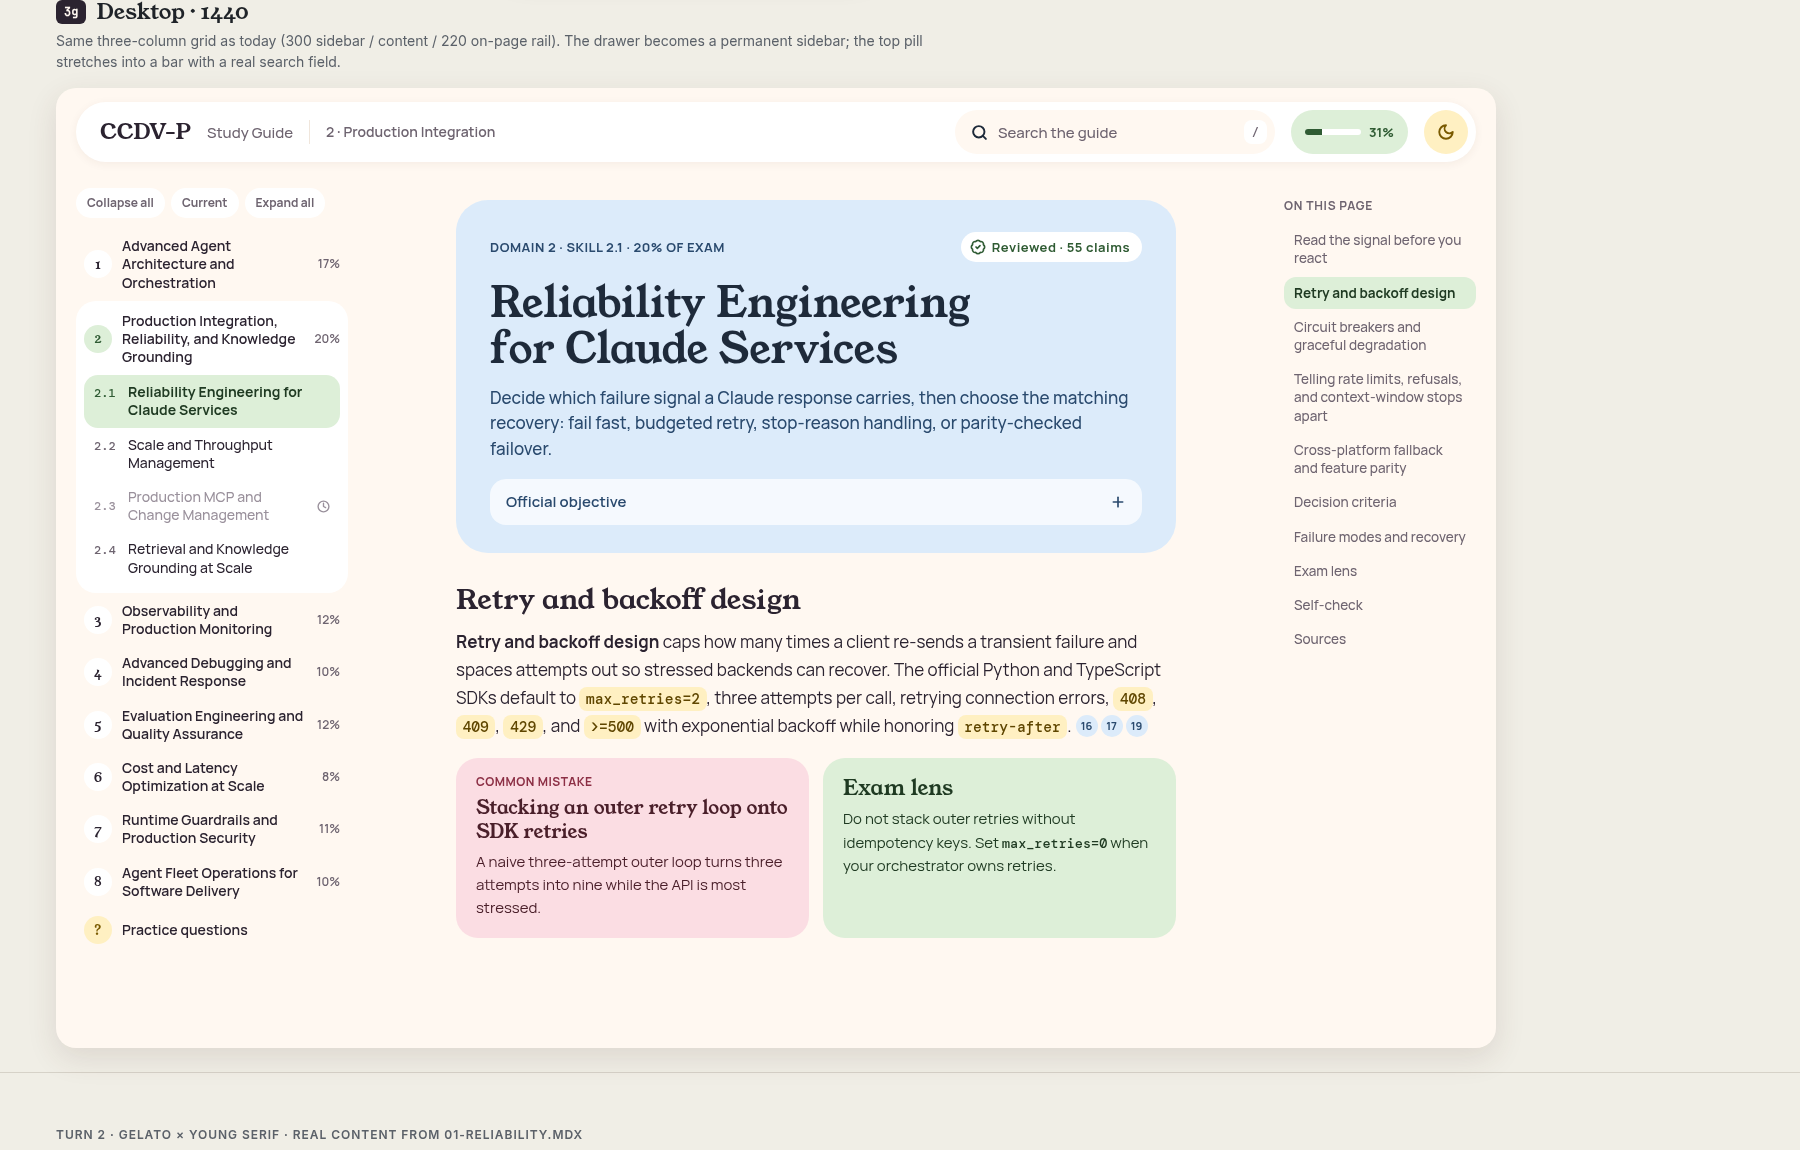 3g Desktop · 1440
Same three-column grid as today (300 sidebar / content / 220 on-page rail). The drawer becomes a permanent sidebar; the top pill
stretches into a bar with a real search field.
CCDV-P Study Guide 2 · Production Integration Search the guide / 31%
Collapse all Current Expand all
1 Advanced Agent
Architecture and
Orchestration
17%
2 Production Integration,
Reliability, and Knowledge
Grounding
20%
2.1 Reliability Engineering for
Claude Services
2.2 Scale and Throughput
Management
2.3 Production MCP and
Change Management
2.4 Retrieval and Knowledge
Grounding at Scale
3 Observability and
Production Monitoring
12%
4 Advanced Debugging and
Incident Response
10%
5 Evaluation Engineering and
Quality Assurance
12%
6 Cost and Latency
Optimization at Scale
8%
7 Runtime Guardrails and
Production Security
11%
8 Agent Fleet Operations for
Software Delivery
10%
? Practice questions
DOMAIN 2 · SKILL 2.1 · 20% OF EXAM
Reviewed · 55 claims
Reliability Engineering
for Claude Services
Decide which failure signal a Claude response carries, then choose the matching
recovery: fail fast, budgeted retry, stop-reason handling, or parity-checked
failover.
Official objective +
Retry and backoff design
Retry and backoff design caps how many times a client re-sends a transient failure and
spaces attempts out so stressed backends can recover. The official Python and TypeScript
SDKs default to max_retries=2, three attempts per call, retrying connection errors, 408,
409, 429, and >=500 with exponential backoff while honoring retry-after. 16 17 19
COMMON MISTAKE
Stacking an outer retry loop onto
SDK retries
A naive three-attempt outer loop turns three
attempts into nine while the API is most
stressed.
Exam lens
Do not stack outer retries without
idempotency keys. Set max_retries=0 when
your orchestrator owns retries.
ON THIS PAGE
Read the signal before you
react
Retry and backoff design
Circuit breakers and
graceful degradation
Telling rate limits, refusals,
and context-window stops
apart
Cross-platform fallback
and feature parity
Decision criteria
Failure modes and recovery
Exam lens
Self-check
Sources
TURN 2 · GELATO × YOUNG SERIF · REAL CONTENT FROM 01-RELIABILITY.MDX